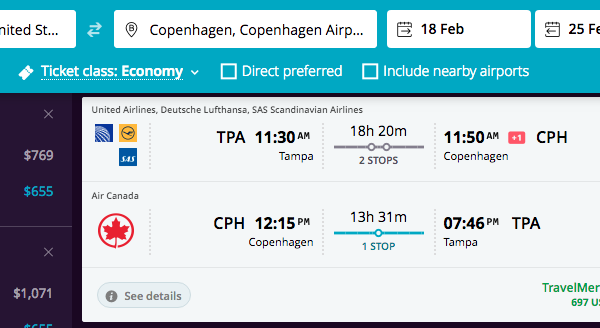 nited St...
Copenhagen, Copenhagen Airp...
18 Feb
25 Fe
Ticket class: Economy
Direct preferred
Include nearby airports
$769
$655
$1,071
United Airlines, Deutsche Lufthansa, SAS Scandinavian Airlines
SAS
TPA 11:30 AM
Tampa
18h 20m
2 STOPS
11:50 AM +1 CPH
Copenhagen
Air Canada
CPH 12:15 PM
Copenhagen
13h 31m
1 STOP
07:46 PM TPA
Tampa
See details
TravelMer
697 US